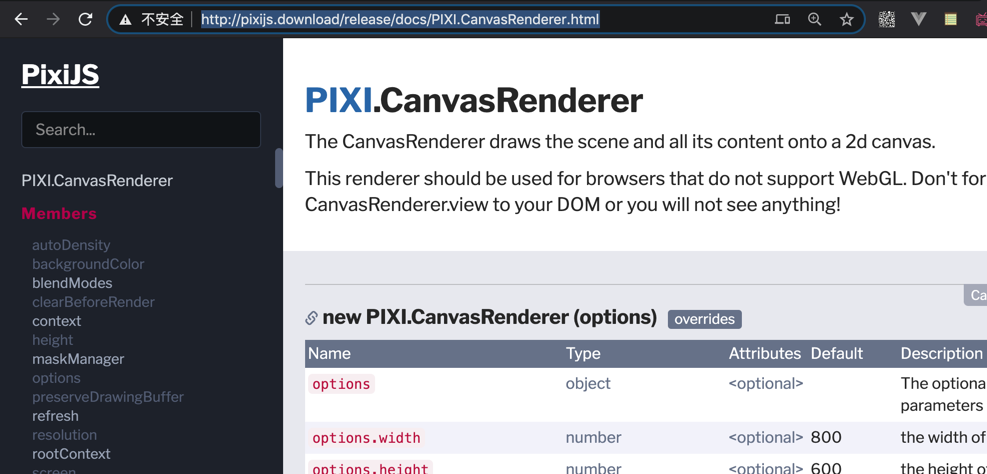 不安全
http://pixijs.download/release/docs/PIXI.CanvasRenderer.html
PixiJS
Search...
PIXI.CanvasRenderer
Members
autoDensity
backgroundColor
blendModes
clearBeforeRender
context
height
maskManager
options
preserveDrawingBuffer
refresh
resolution
rootContext
screen
PIXI.CanvasRenderer
The CanvasRenderer draws the scene and all its content onto a 2d canvas.
This renderer should be used for browsers that do not support WebGL. Don't for
CanvasRenderer.view to your DOM or you will not see anything!
Ca
new PIXI.CanvasRenderer (options) overrides
Name Type Attributes Default Description
options object <optional> The optiona
parameters
options.width number <optional> 800 the width of
options.height number <optional> 600 the height o